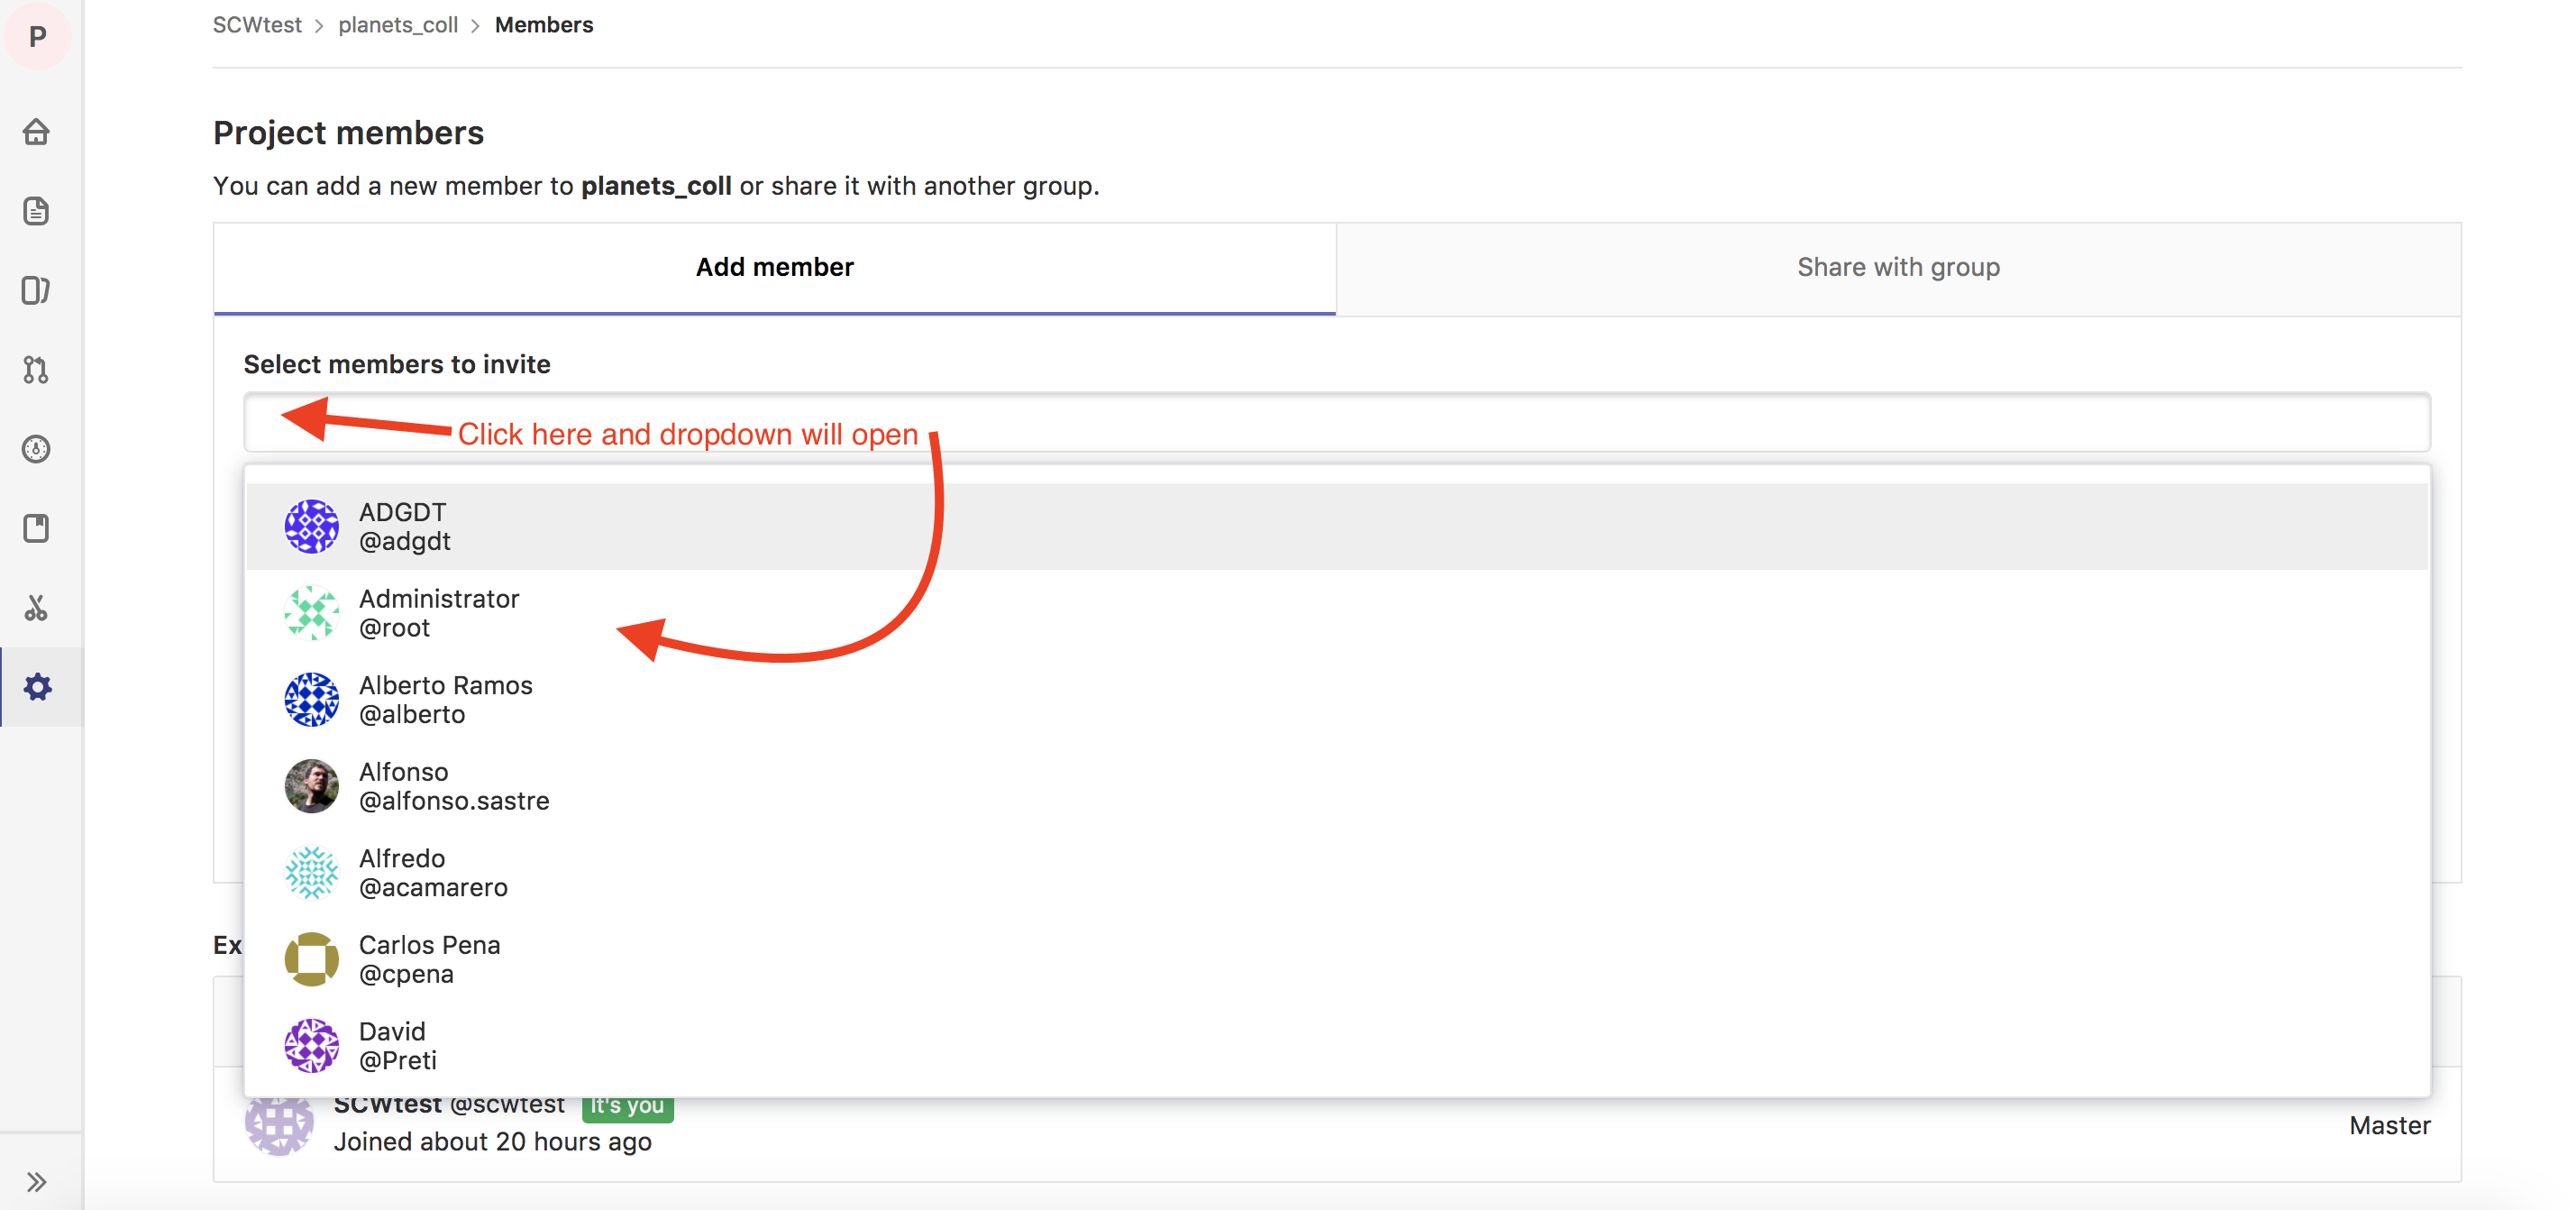 P
SCWtest > planets_coll > Members
Project members
You can add a new member to planets_coll or share it with another group.
Add member
Share with group
Select members to invite
Click here and dropdown will open
ADGDT
@adgdt
Administrator
@root
Alberto Ramos
@alberto
Alfonso
@alfonso.sastre
Alfredo
@acamarero
Carlos Pena
@cpena
David
@Preti
Ex
SCWtest @scwtest It's you
Joined about 20 hours ago
Master